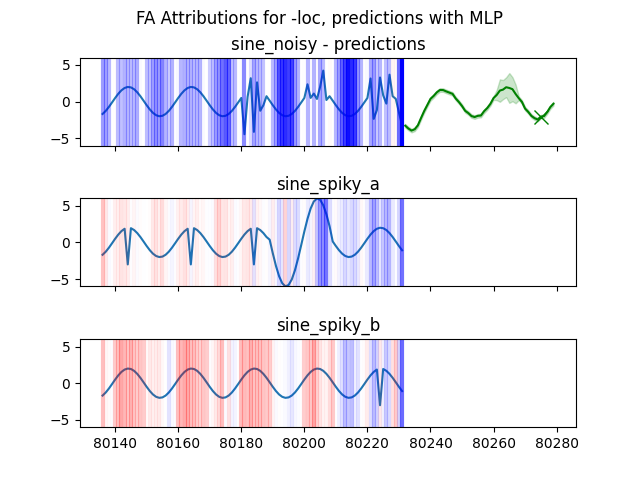 FA Attributions for -loc, predictions with MLP
sine_noisy - predictions
5
0
−5
sine_spiky_a
5
0
−5
sine_spiky_b
5
0
−5
80140 80160 80180 80200 80220 80240 80260 80280